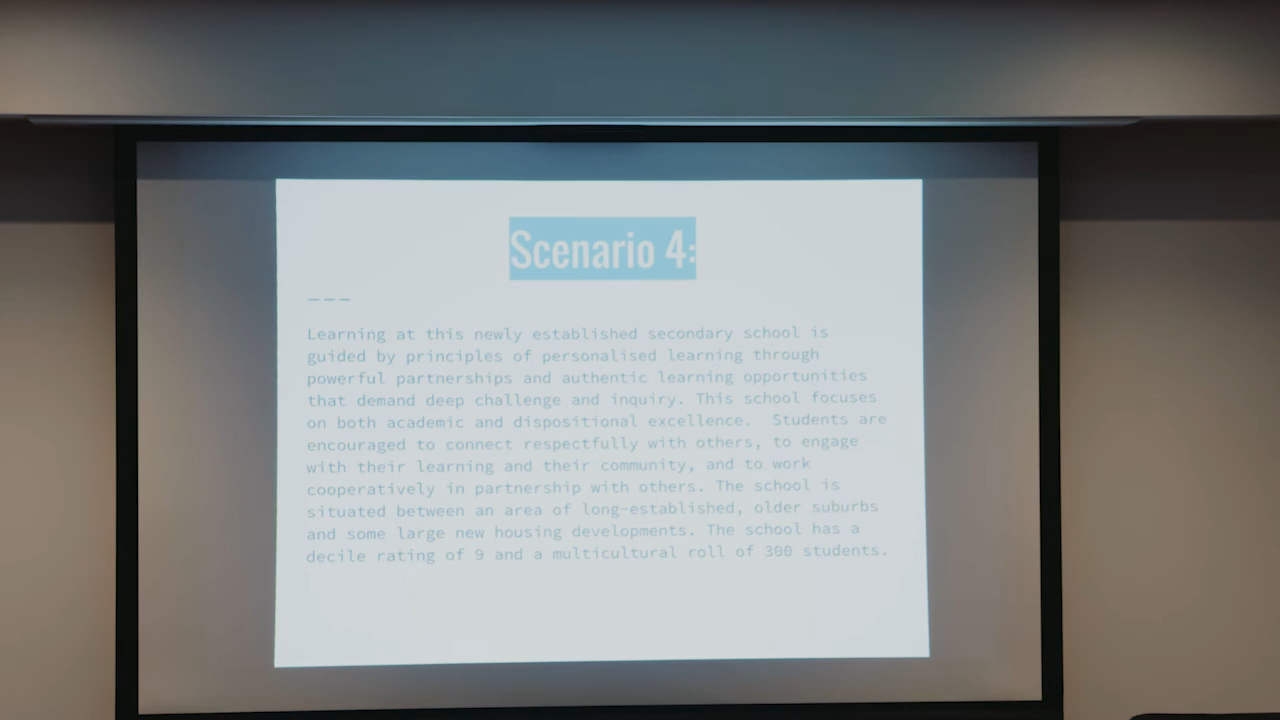 Scenario 4:
Learning at this newly established secondary school is
guided by principles of personalised learning through
powerful partnerships and authentic learning opportunities
that demand deep challenge and inquiry. This school focuses
on both academic and dispositional excellence. Students are
encouraged to connect respectfully with others, to engage
with their learning and their community, and to work
cooperatively in partnership with others. The school is
situated between an area of long-established, older suburbs
and some large new housing developments. The school has a
decile rating of 9 and a multicultural roll of 300 students.